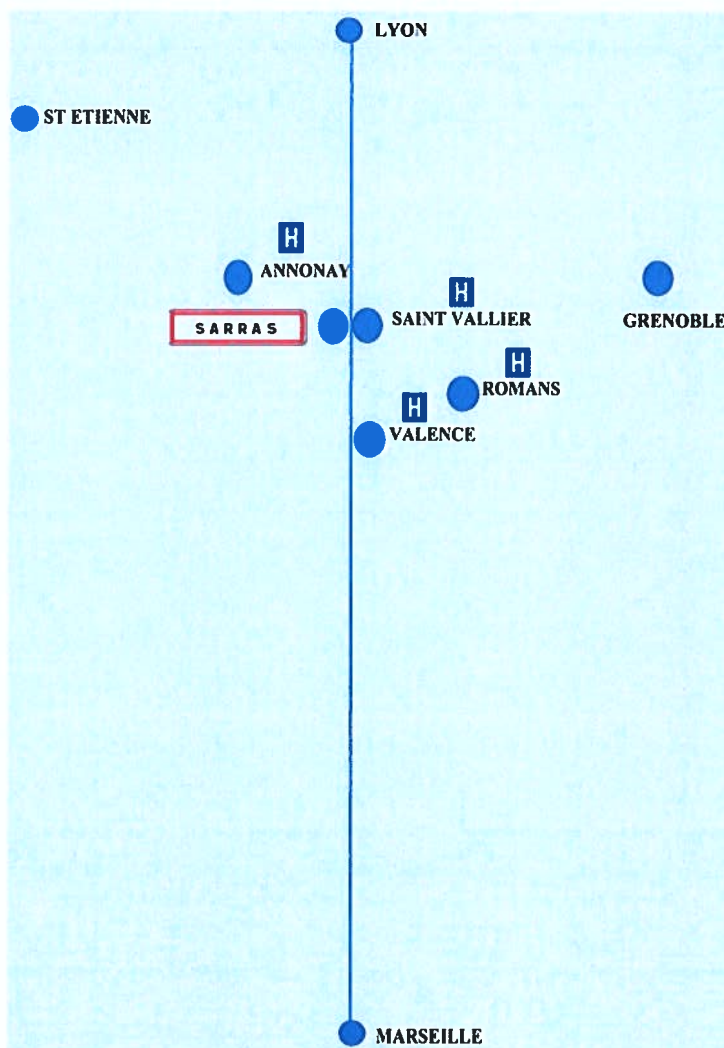 LYON
ST ETIENNE
H
ANNONAY
H
SAINT VALLIER
GRENOBLE
SARRAS
H
ROMANS
H
VALENCE
MARSEILLE